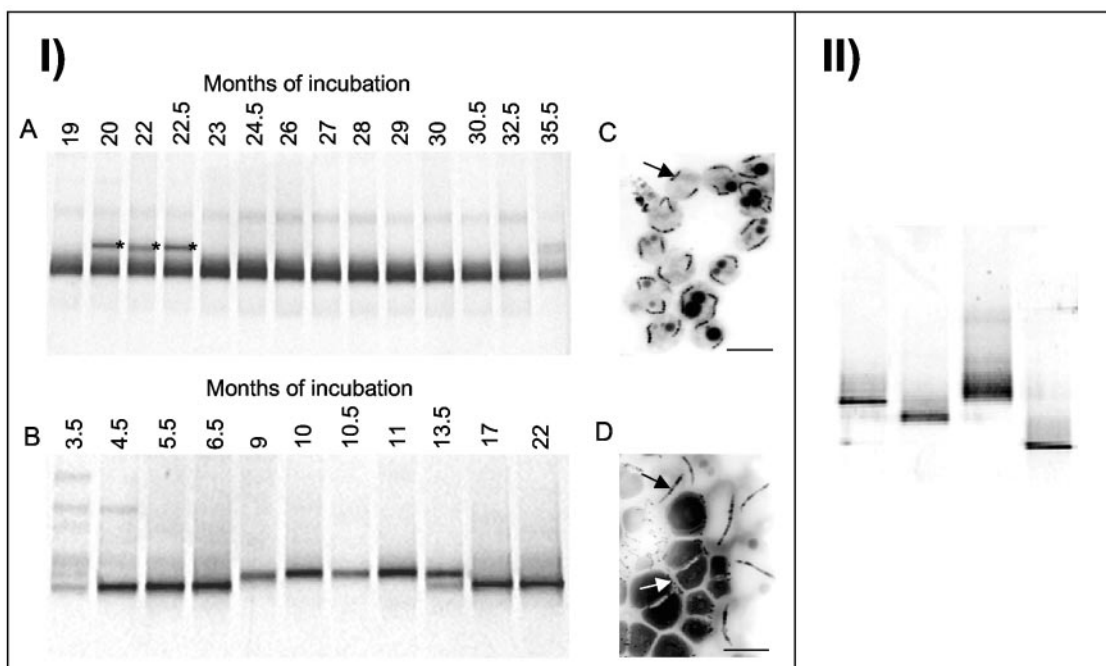 I)
II)
Months of incubation
A
19 20 22 22.5 23 24.5 26 27 28 29 30 30.5 32.5 35.5
C
* * *
Months of incubation
B
3.5 4.5 5.5 6.5 9 10 10.5 11 13.5 17 22
D